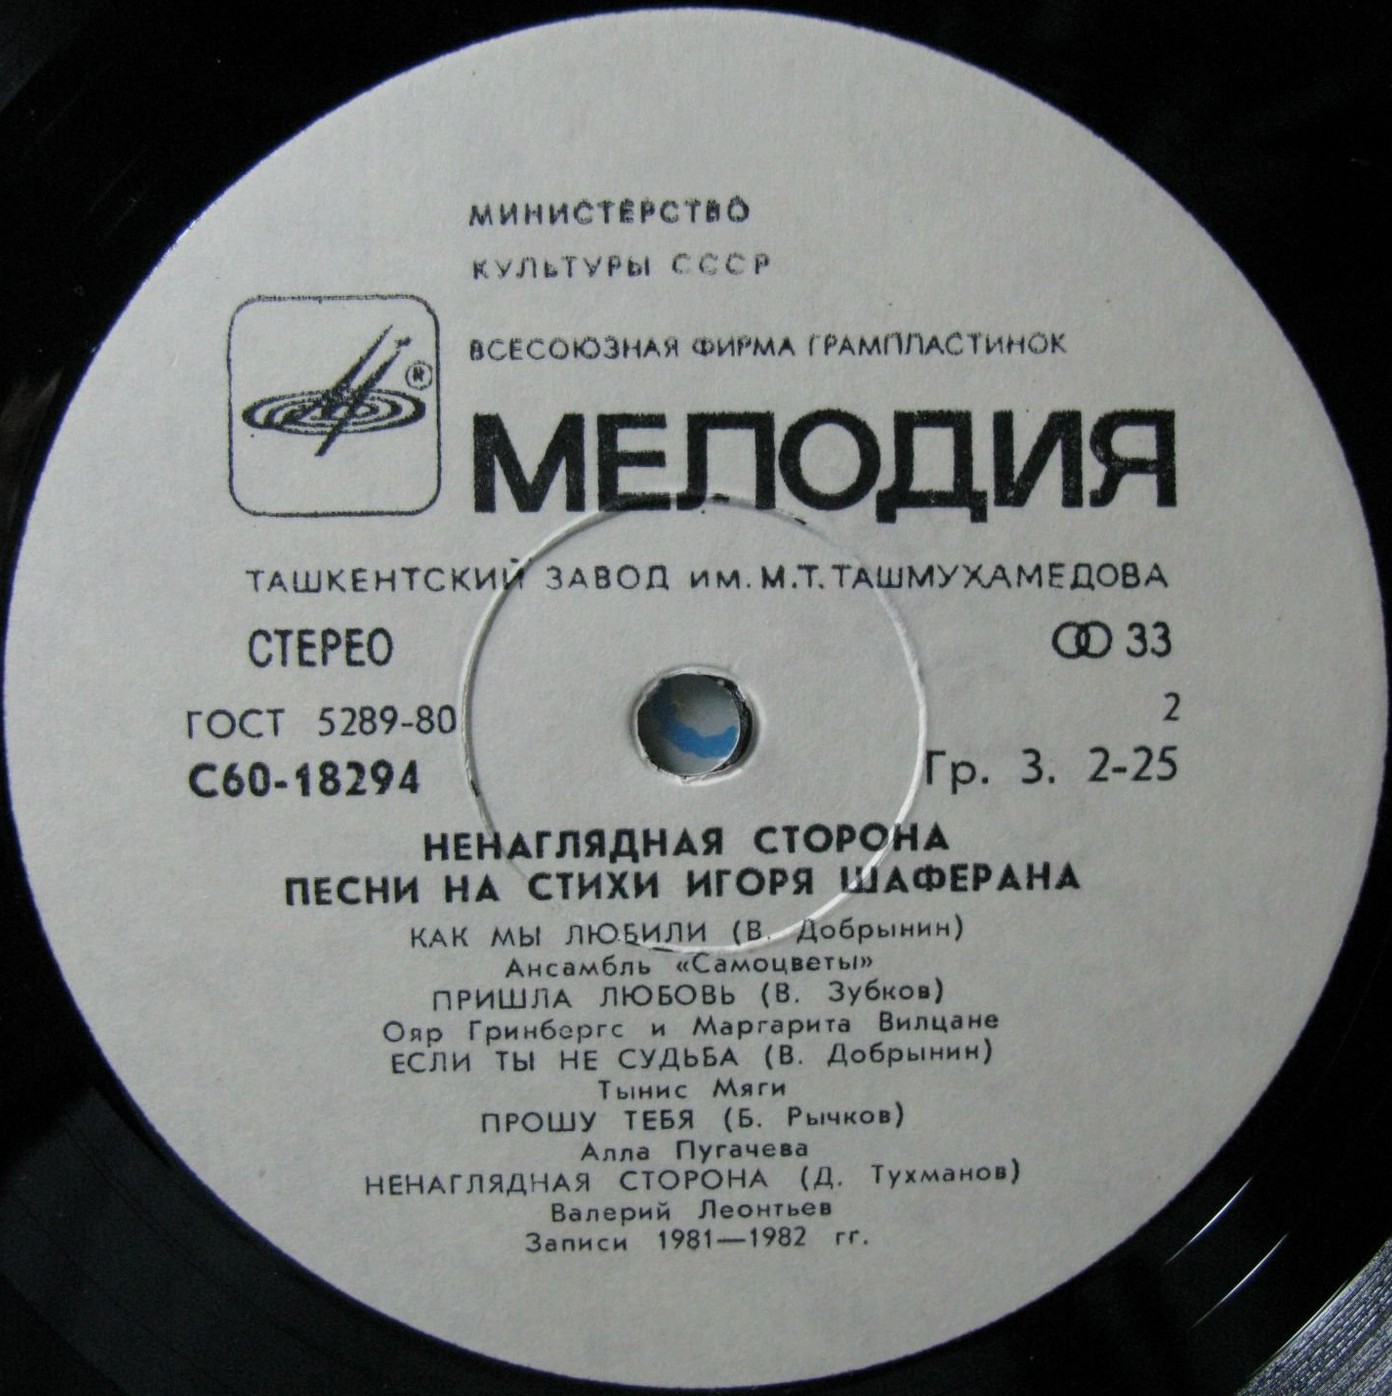 МИНИСТЕРСТВО
КУЛЬТУРЫ СССР
ВСЕСОЮЗНАЯ ФИРМА ГРАМПЛАСТИНОК
®
МЕЛОДИЯ
ТАШКЕНТСКИЙ ЗАВОД ИМ. М.Т. ТАШМУХАМЕДОВА
СТЕРЕО
33
ГОСТ 5289-80
2
С60-18294
Гр. 3. 2-25
НЕНАГЛЯДНАЯ СТОРОНА
ПЕСНИ НА СТИХИ ИГОРЯ ШАФЕРАНА
КАК МЫ ЛЮБИЛИ (В. Добрынин)
Ансамбль «Самоцветы»
ПРИШЛА ЛЮБОВЬ (В. Зубков)
Ояр Гринбергс и Маргарита Вилцане
ЕСЛИ ТЫ НЕ СУДЬБА (В. Добрынин)
Тынис Мяги
ПРОШУ ТЕБЯ (Б. Рычков)
Алла Пугачева
НЕНАГЛЯДНАЯ СТОРОНА (Д. Тухманов)
Валерий Леонтьев
Записи 1981—1982 гг.